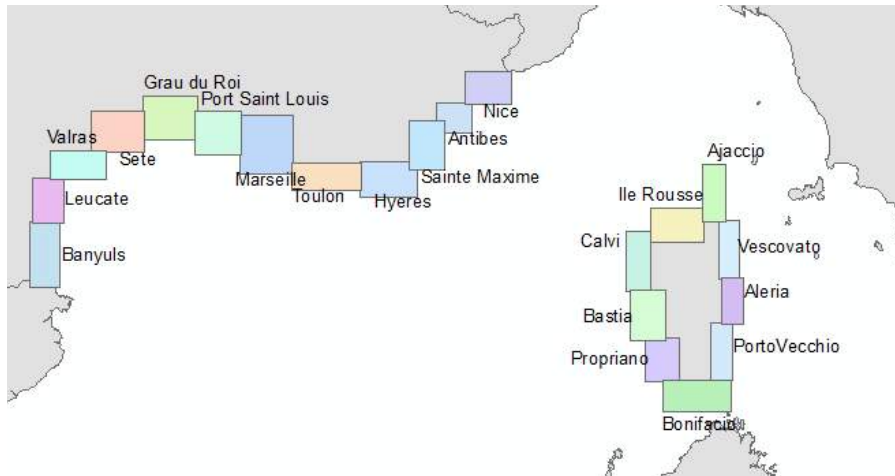 Grau du Roi
Port Saint Louis
Nice
Valras
Antibes
Sete
Ajaccio
Marseille
Sainte Maxime
Toulon
Hyeres
Leucate
Ile Rousse
Calvi
Vescovato
Banyuls
Aleria
Bastia
PortoVecchio
Propriano
Bonifacio